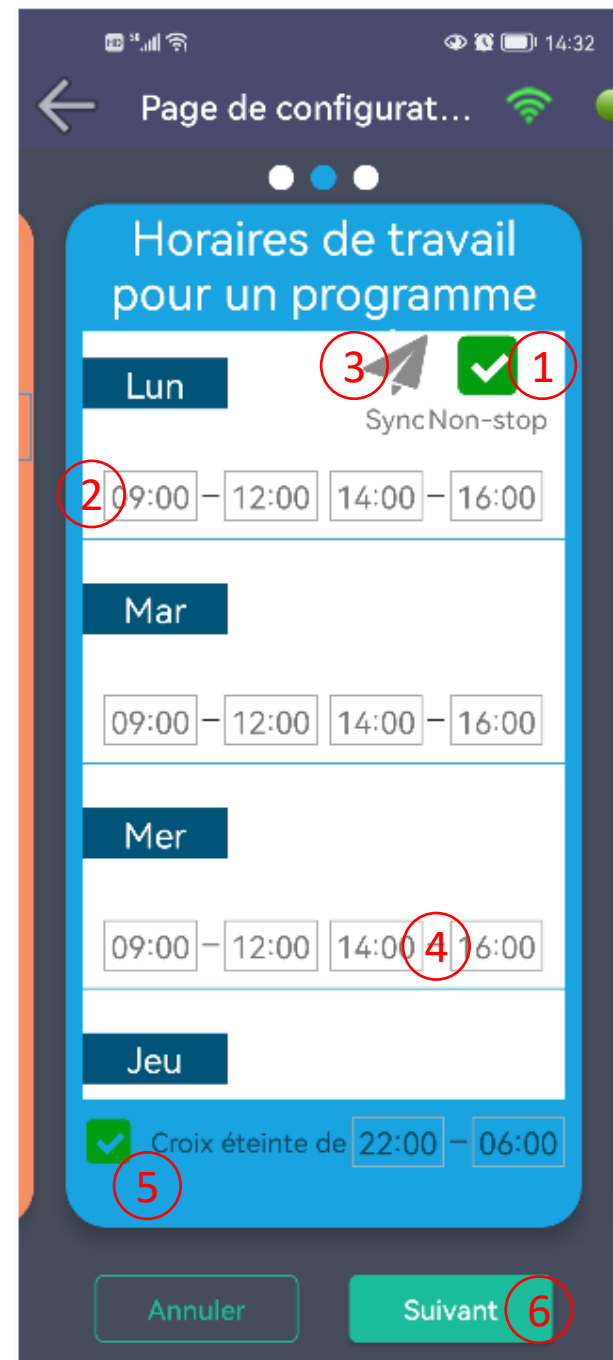 14:32
Page de configurat...
Horaires de travail
pour un programme
Lun
3
1
Sync Non-stop
2
09:00 – 12:00 14:00 – 16:00
Mar
09:00 – 12:00 14:00 – 16:00
Mer
09:00 – 12:00 14:00 – 16:00
4
Jeu
Croix éteinte de 22:00 – 06:00
5
Annuler
Suivant
6